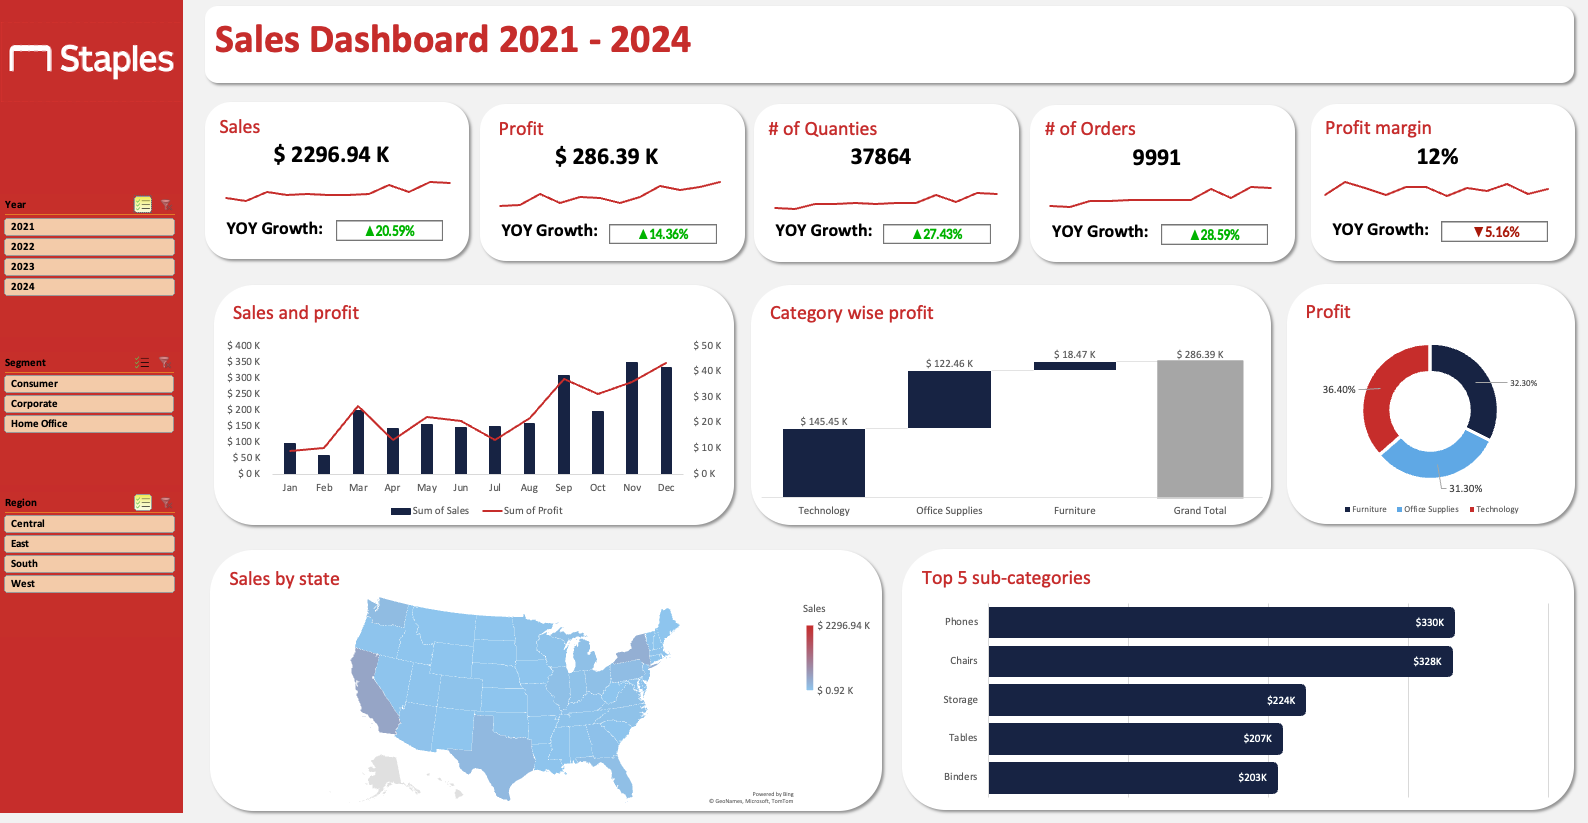 Staples
Sales Dashboard 2021 - 2024
Year
2021
2022
2023
2024
Segment
Consumer
Corporate
Home Office
Region
Central
East
South
West
Sales
$ 2296.94 K
YOY Growth:
▲20.59%
Profit
$ 286.39 K
YOY Growth:
▲14.36%
# of Quanties
37864
YOY Growth:
▲27.43%
# of Orders
9991
YOY Growth:
▲28.59%
Profit margin
12%
YOY Growth:
▼5.16%
Sales and profit
$ 400 K
$ 350 K
$ 300 K
$ 250 K
$ 200 K
$ 150 K
$ 100 K
$ 50 K
$ 0 K
$ 50 K
$ 40 K
$ 30 K
$ 20 K
$ 10 K
$ 0 K
Jan Feb Mar Apr May Jun Jul Aug Sep Oct Nov Dec
Sum of Sales Sum of Profit
Category wise profit
$ 145.45 K
$ 122.46 K
$ 18.47 K
$ 286.39 K
Technology Office Supplies Furniture Grand Total
Profit
36.40%
32.30%
31.30%
Furniture Office Supplies Technology
Sales by state
Sales
$ 2296.94 K
$ 0.92 K
Powered by Bing
© GeoNames, Microsoft, TomTom
Top 5 sub-categories
Phones $330K
Chairs $328K
Storage $224K
Tables $207K
Binders $203K